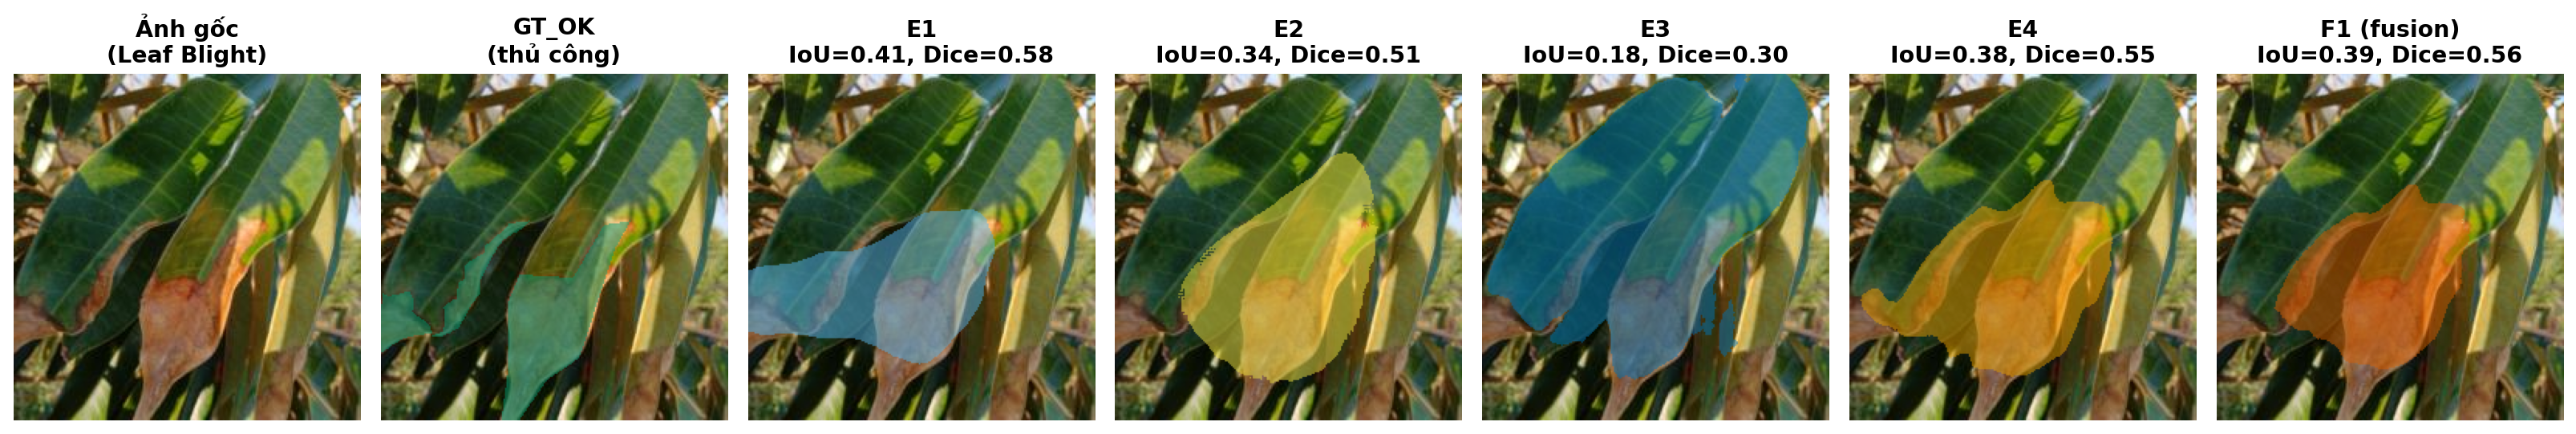 Ảnh gốc
(Leaf Blight)
GT_OK
(thủ công)
E1
IoU=0.41, Dice=0.58
E2
IoU=0.34, Dice=0.51
E3
IoU=0.18, Dice=0.30
E4
IoU=0.38, Dice=0.55
F1 (fusion)
IoU=0.39, Dice=0.56